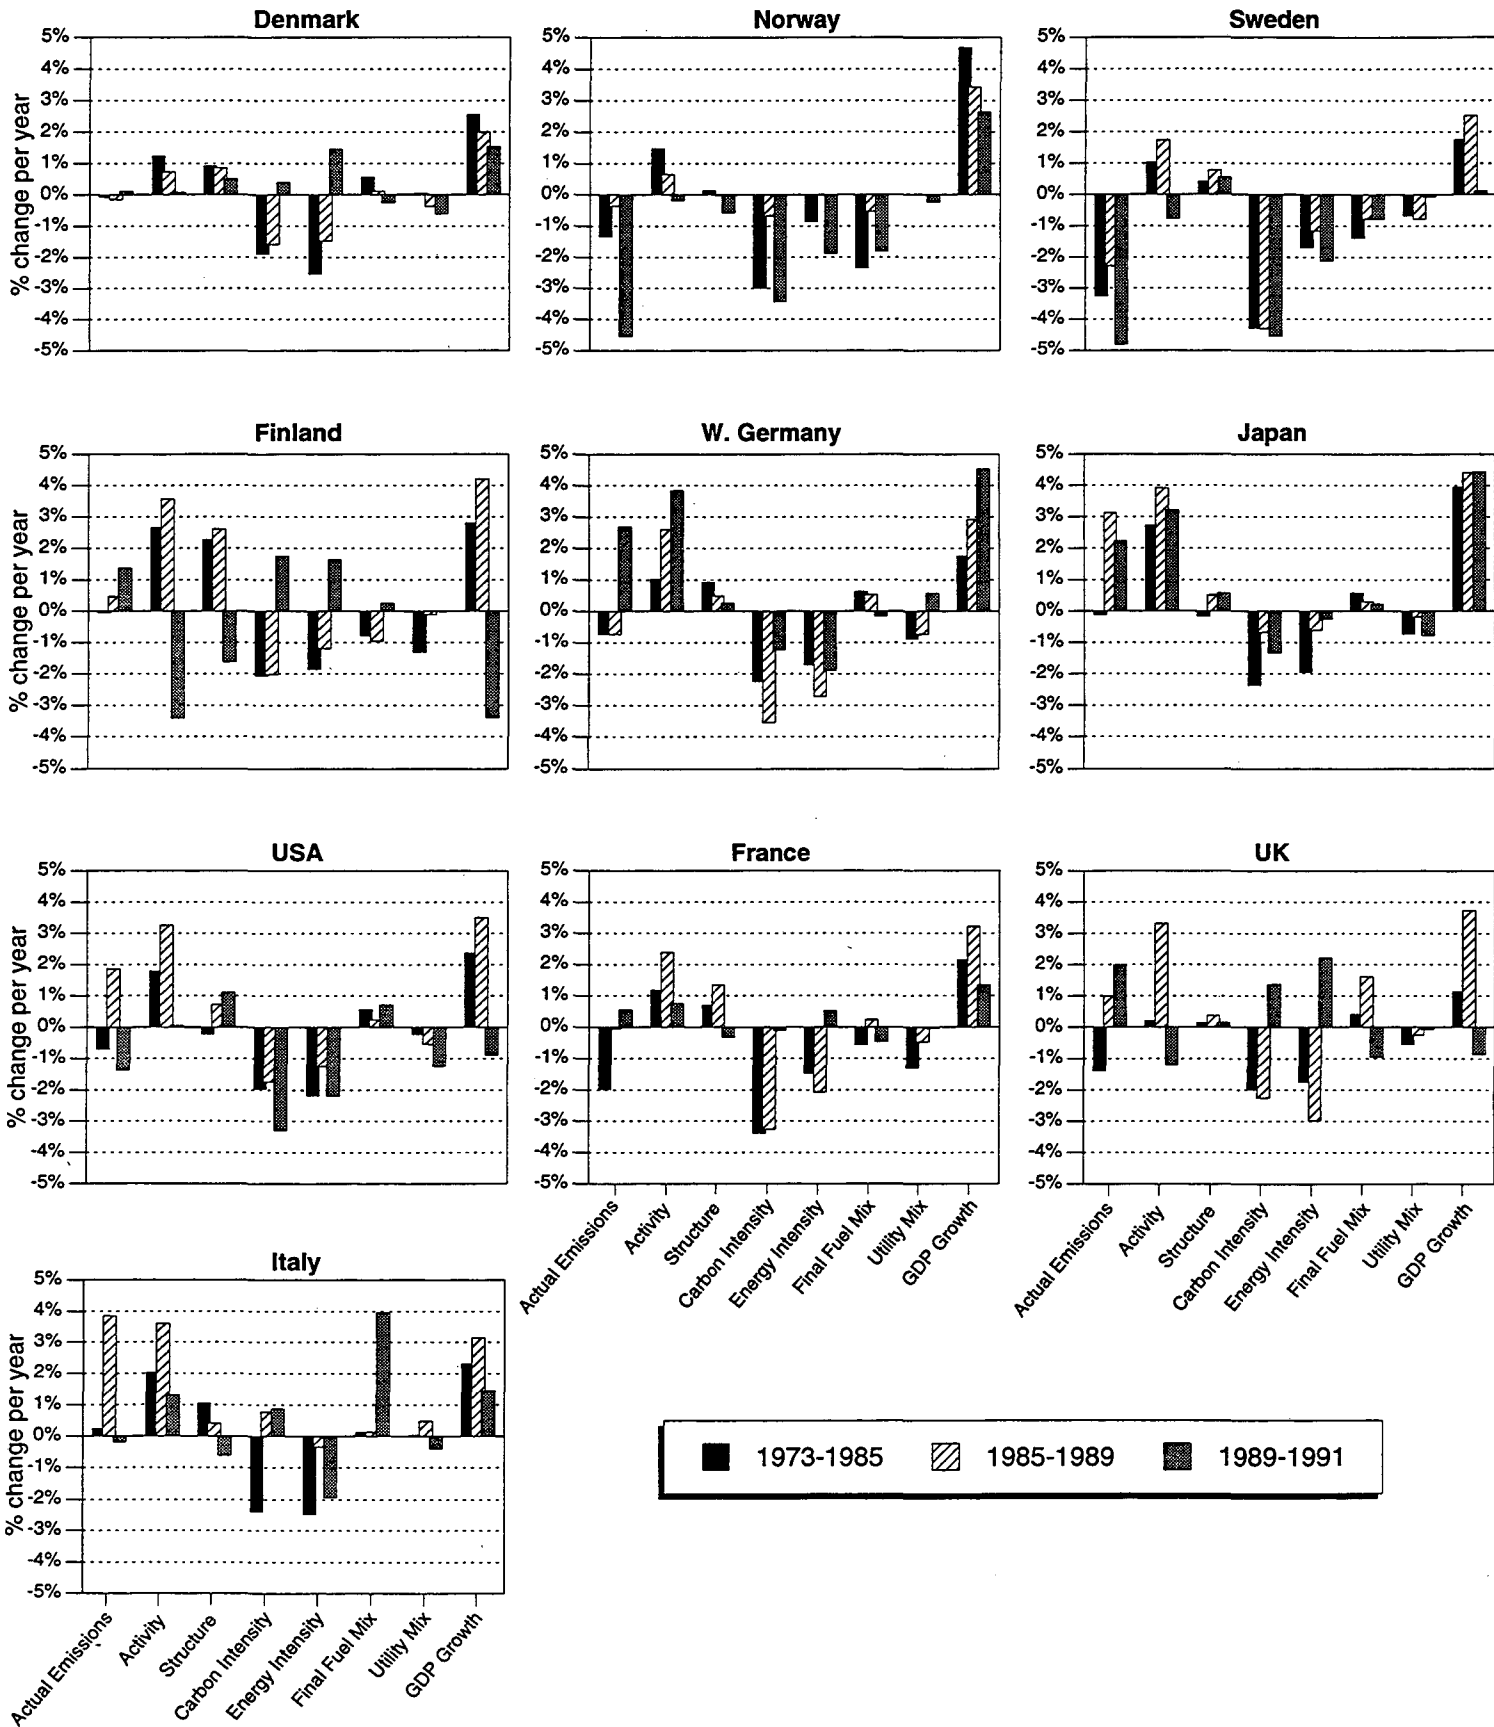 Denmark
5%
4%
3%
2%
1%
0%
-1%
-2%
-3%
-4%
-5%
% change per year
Norway
5%
4%
3%
2%
1%
0%
-1%
-2%
-3%
-4%
-5%
Sweden
5%
4%
3%
2%
1%
0%
-1%
-2%
-3%
-4%
-5%
Finland
5%
4%
3%
2%
1%
0%
-1%
-2%
-3%
-4%
-5%
% change per year
W. Germany
5%
4%
3%
2%
1%
0%
-1%
-2%
-3%
-4%
-5%
Japan
5%
4%
3%
2%
1%
0%
-1%
-2%
-3%
-4%
-5%
USA
5%
4%
3%
2%
1%
0%
-1%
-2%
-3%
-4%
-5%
% change per year
France
5%
4%
3%
2%
1%
0%
-1%
-2%
-3%
-4%
-5%
Actual Emissions
Activity
Structure
Carbon Intensity
Energy Intensity
Final Fuel Mix
Utility Mix
GDP Growth
UK
5%
4%
3%
2%
1%
0%
-1%
-2%
-3%
-4%
-5%
Actual Emissions
Activity
Structure
Carbon Intensity
Energy Intensity
Final Fuel Mix
Utility Mix
GDP Growth
Italy
5%
4%
3%
2%
1%
0%
-1%
-2%
-3%
-4%
-5%
% change per year
Actual Emissions
Activity
Structure
Carbon Intensity
Energy Intensity
Final Fuel Mix
Utility Mix
GDP Growth
1973-1985
1985-1989
1989-1991